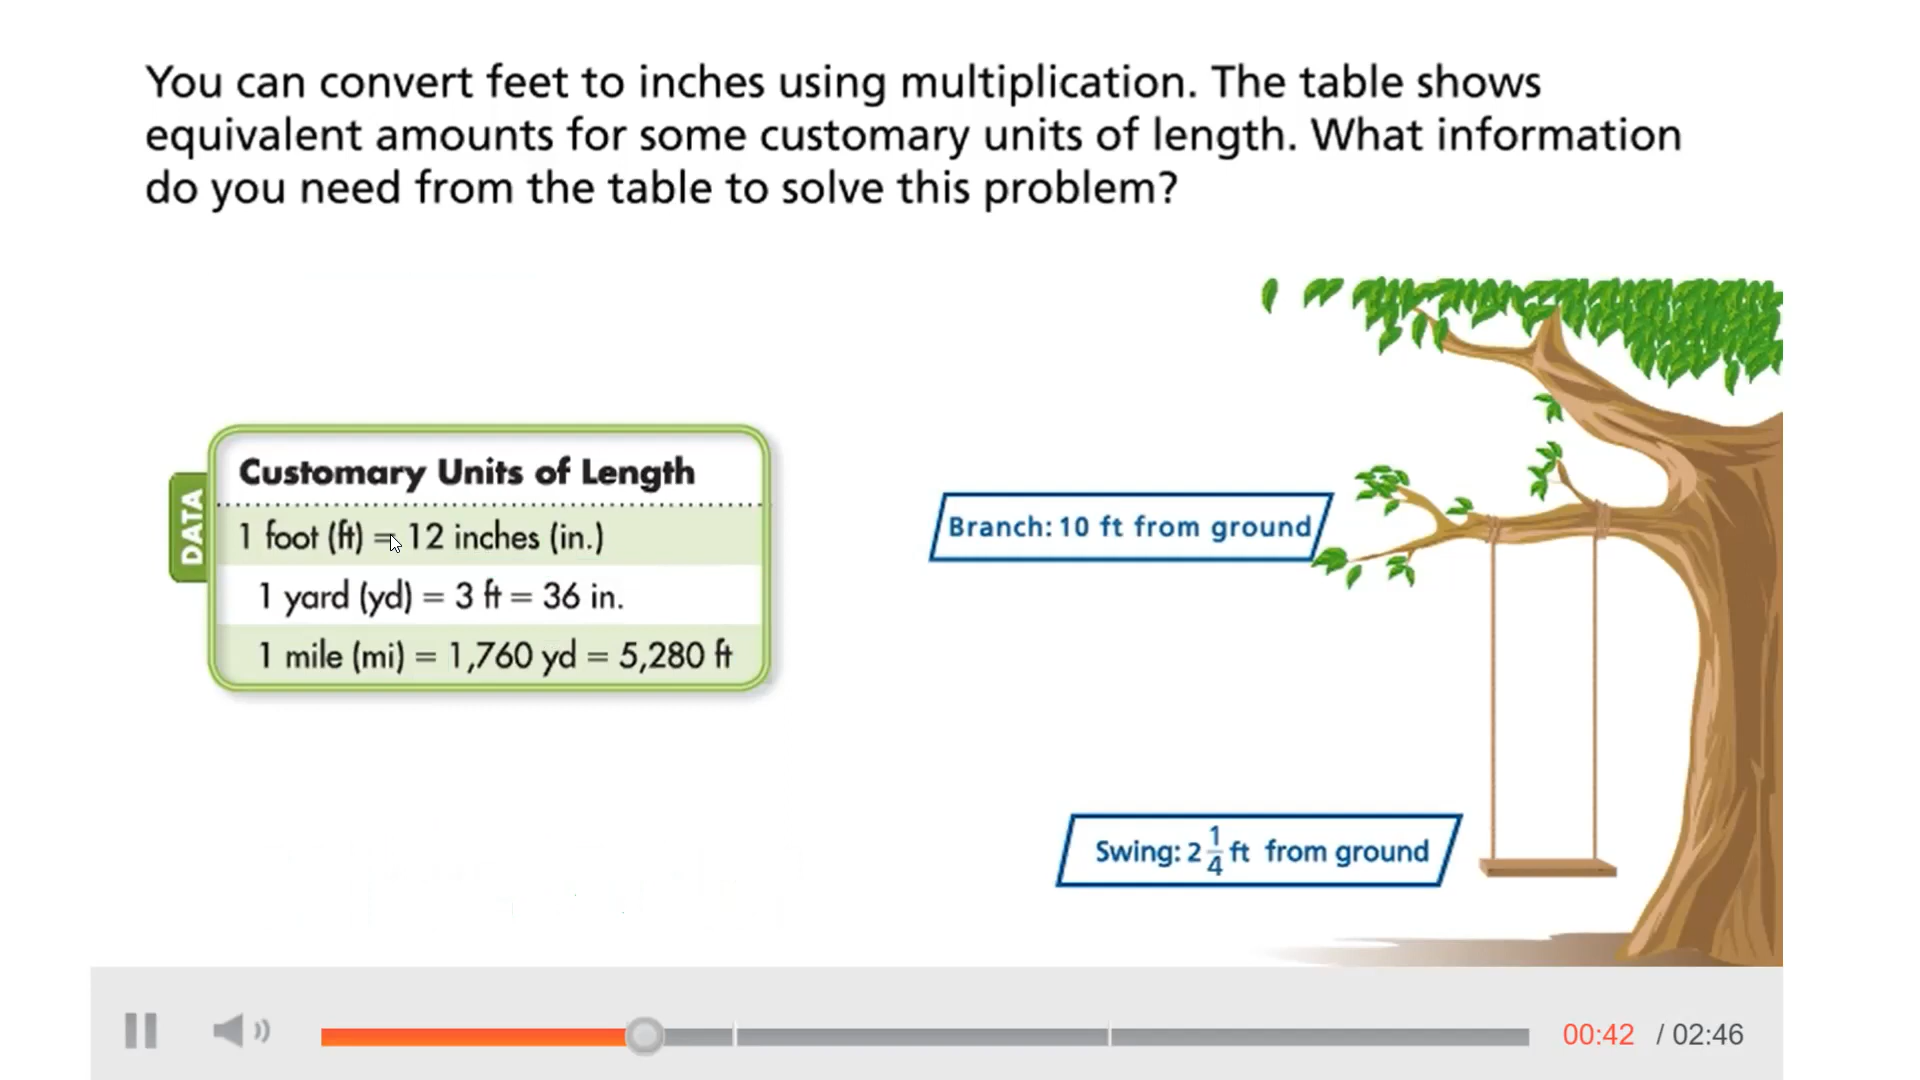 You can convert feet to inches using multiplication. The table shows
equivalent amounts for some customary units of length. What information
do you need from the table to solve this problem?
DATA
Customary Units of Length
1 foot (ft) = 12 inches (in.)
1 yard (yd) = 3 ft = 36 in.
1 mile (mi) = 1,760 yd = 5,280 ft
Branch: 10 ft from ground
Swing: 2 1/4 ft from ground
00:42 / 02:46